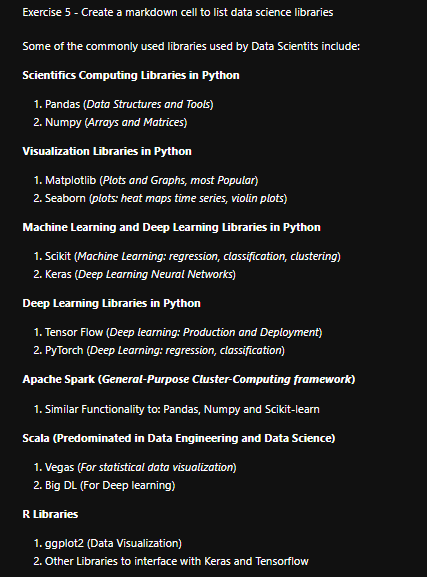 Exercise 5 - Create a markdown cell to list data science libraries
Some of the commonly used libraries used by Data Scientits include:
Scientifics Computing Libraries in Python
1. Pandas (Data Structures and Tools)
2. Numpy (Arrays and Matrices)
Visualization Libraries in Python
1. Matplotlib (Plots and Graphs, most Popular)
2. Seaborn (plots: heat maps time series, violin plots)
Machine Learning and Deep Learning Libraries in Python
1. Scikit (Machine Learning: regression, classification, clustering)
2. Keras (Deep Learning Neural Networks)
Deep Learning Libraries in Python
1. Tensor Flow (Deep learning: Production and Deployment)
2. PyTorch (Deep Learning: regression, classification)
Apache Spark (General-Purpose Cluster-Computing framework)
1. Similar Functionality to: Pandas, Numpy and Scikit-learn
Scala (Predominated in Data Engineering and Data Science)
1. Vegas (For statistical data visualization)
2. Big DL (For Deep learning)
R Libraries
1. ggplot2 (Data Visualization)
2. Other Libraries to interface with Keras and Tensorflow